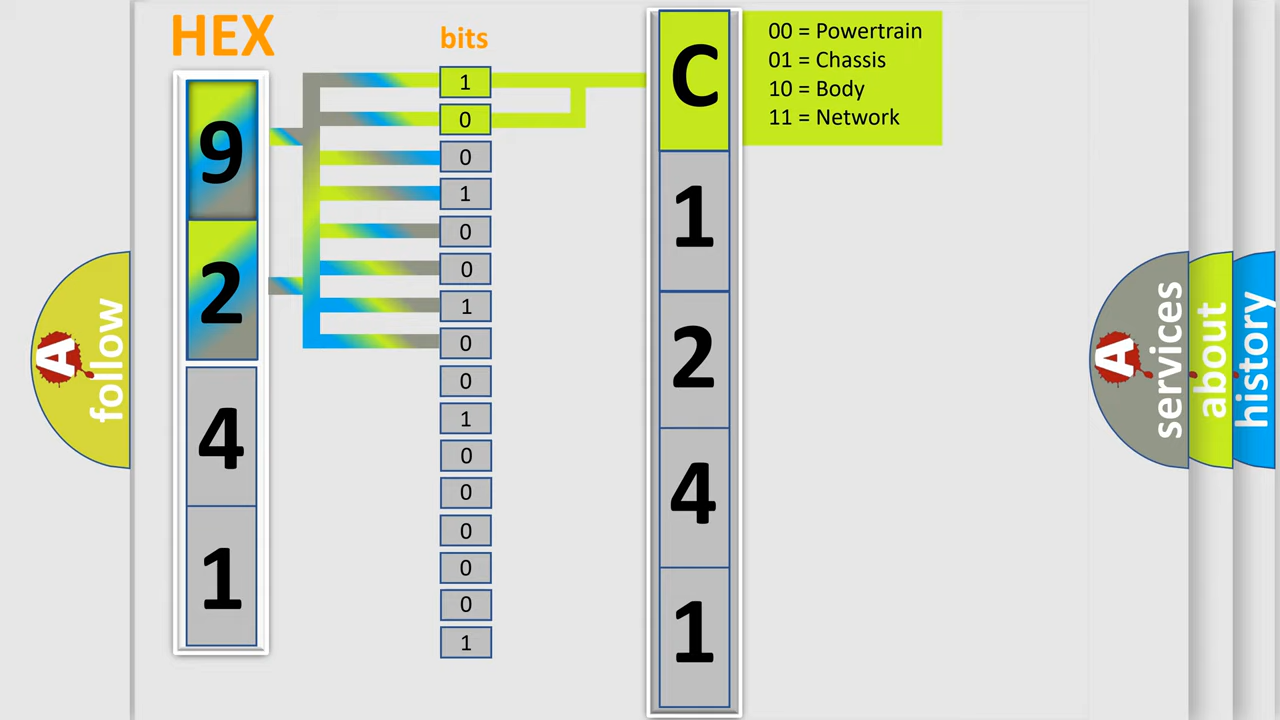 HEX
bits
9
2
4
1
1
0
0
1
0
0
1
0
0
1
0
0
0
0
0
1
C
1
2
4
1
00 = Powertrain
01 = Chassis
10 = Body
11 = Network
A
follow
A
services
about
history